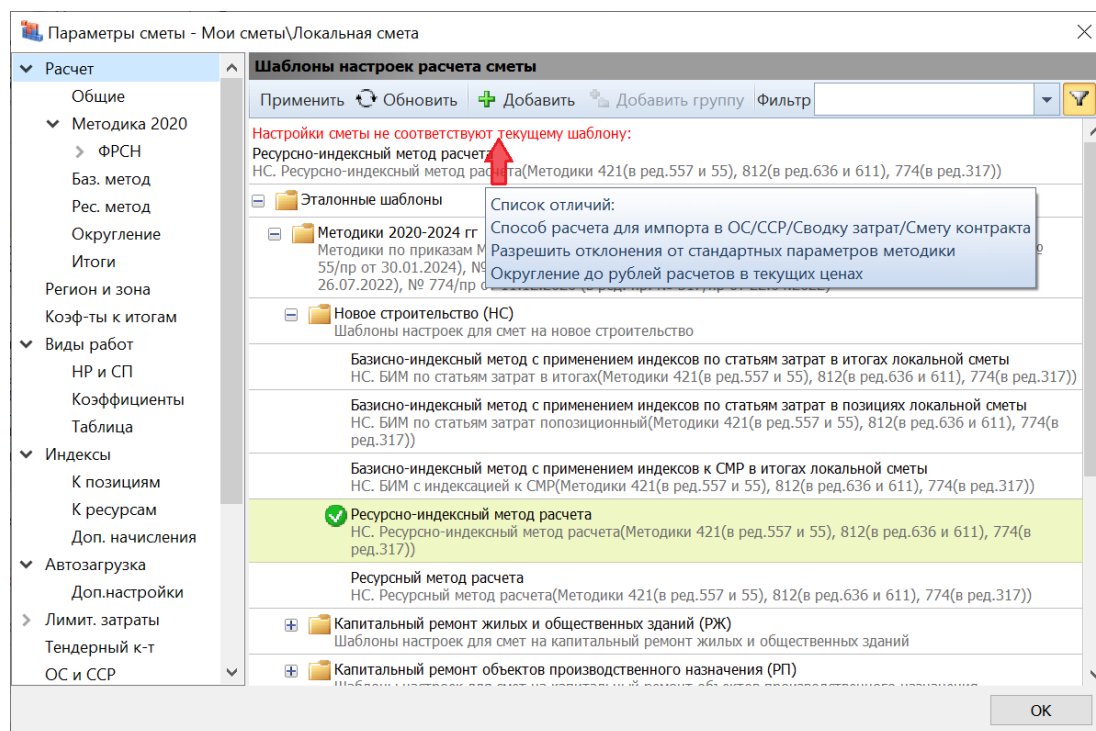 Параметры сметы - Мои сметы\Локальная смета
Расчет
Общие
Методика 2020
ФРСН
Баз. метод
Рес. метод
Округление
Итоги
Регион и зона
Коэф-ты к итогам
Виды работ
НР и СП
Коэффициенты
Таблица
Индексы
К позициям
К ресурсам
Доп. начисления
Автозагрузка
Доп.настройки
Лимит. затраты
Тендерный к-т
ОС и ССР
Шаблоны настроек расчета сметы
Применить Обновить Добавить Добавить группу Фильтр
Настройки сметы не соответствуют текущему шаблону:
Ресурсно-индексный метод расчета
НС. Ресурсно-индексный метод расчета(Методики 421(в ред.557 и 55), 812(в ред.636 и 611), 774(в ред.317))
Эталонные шаблоны
Список отличий:
Способ расчета для импорта в ОС/ССР/Сводку затрат/Смету контракта
Разрешить отклонения от стандартных параметров методики
Округление до рублей расчетов в текущих ценах
Методики 2020-2024 гг
Методики по приказам
55/пр от 30.01.2024), №
26.07.2022), № 774/пр
Новое строительство (НС)
Шаблоны настроек для смет на новое строительство
Базисно-индексный метод с применением индексов по статьям затрат в итогах локальной сметы
НС. БИМ по статьям затрат в итогах(Методики 421(в ред.557 и 55), 812(в ред.636 и 611), 774(в ред.317))
Базисно-индексный метод с применением индексов по статьям затрат в позициях локальной сметы
НС. БИМ по статьям затрат попозиционный(Методики 421(в ред.557 и 55), 812(в ред.636 и 611), 774(в
ред.317))
Базисно-индексный метод с применением индексов к СМР в итогах локальной сметы
НС. БИМ с индексацией к СМР(Методики 421(в ред.557 и 55), 812(в ред.636 и 611), 774(в ред.317))
Ресурсно-индексный метод расчета
НС. Ресурсно-индексный метод расчета(Методики 421(в ред.557 и 55), 812(в ред.636 и 611), 774(в
ред.317))
Ресурсный метод расчета
НС. Ресурсный метод расчета(Методики 421(в ред.557 и 55), 812(в ред.636 и 611), 774(в ред.317))
Капитальный ремонт жилых и общественных зданий (РЖ)
Шаблоны настроек для смет на капитальный ремонт жилых и общественных зданий
Капитальный ремонт объектов производственного назначения (РП)
OK